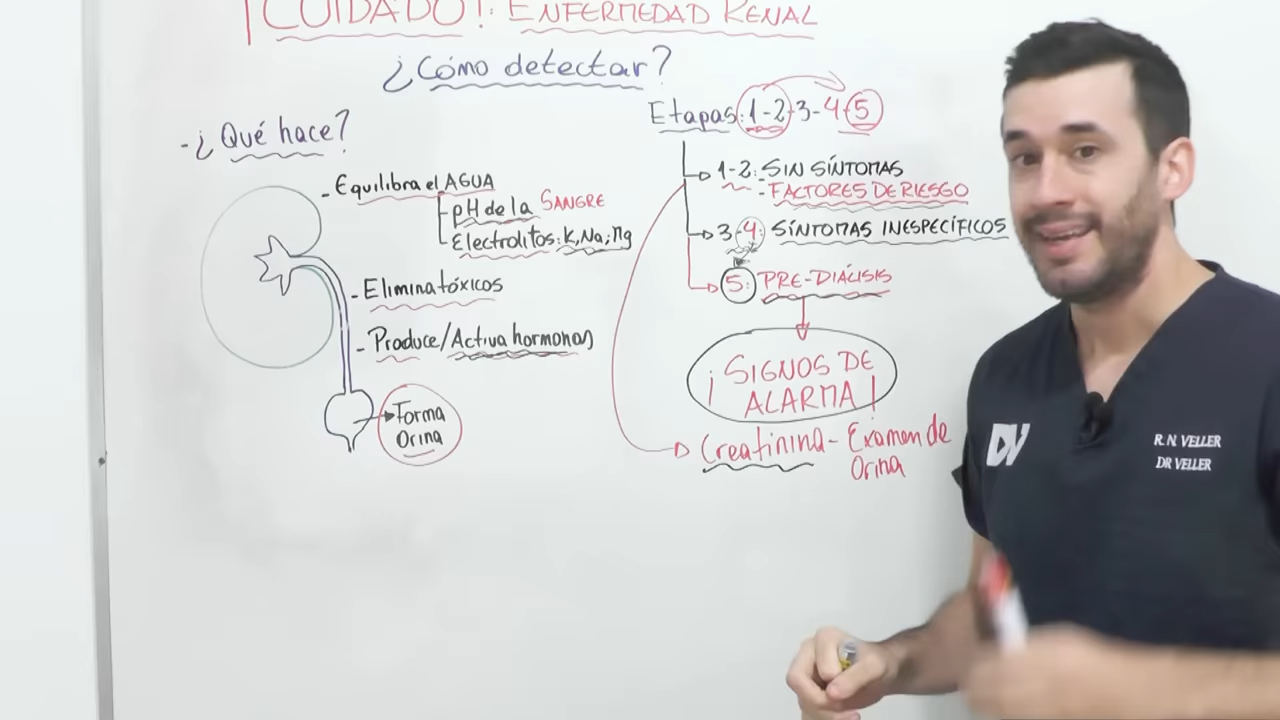 ¡CUIDADO!: ENFERMEDAD RENAL
¿Cómo detectar?
- ¿Qué hace?
- Equilibra el AGUA
pH de la SANGRE
Electrolitos: K, Na; Mg
- Elimina tóxicos
- Produce/Activa hormonas
Forma
Orina
Etapas: 1-2-3-4-5
1-2: - SIN SÍNTOMAS
- FACTORES DE RIESGO
3-4: SÍNTOMAS INESPECÍFICOS
5: PRE-DIÁLISIS
¡SIGNOS DE
ALARMA!
Creatinina - Examen de
Orina
DV
R. N. VELLER
DR VELLER